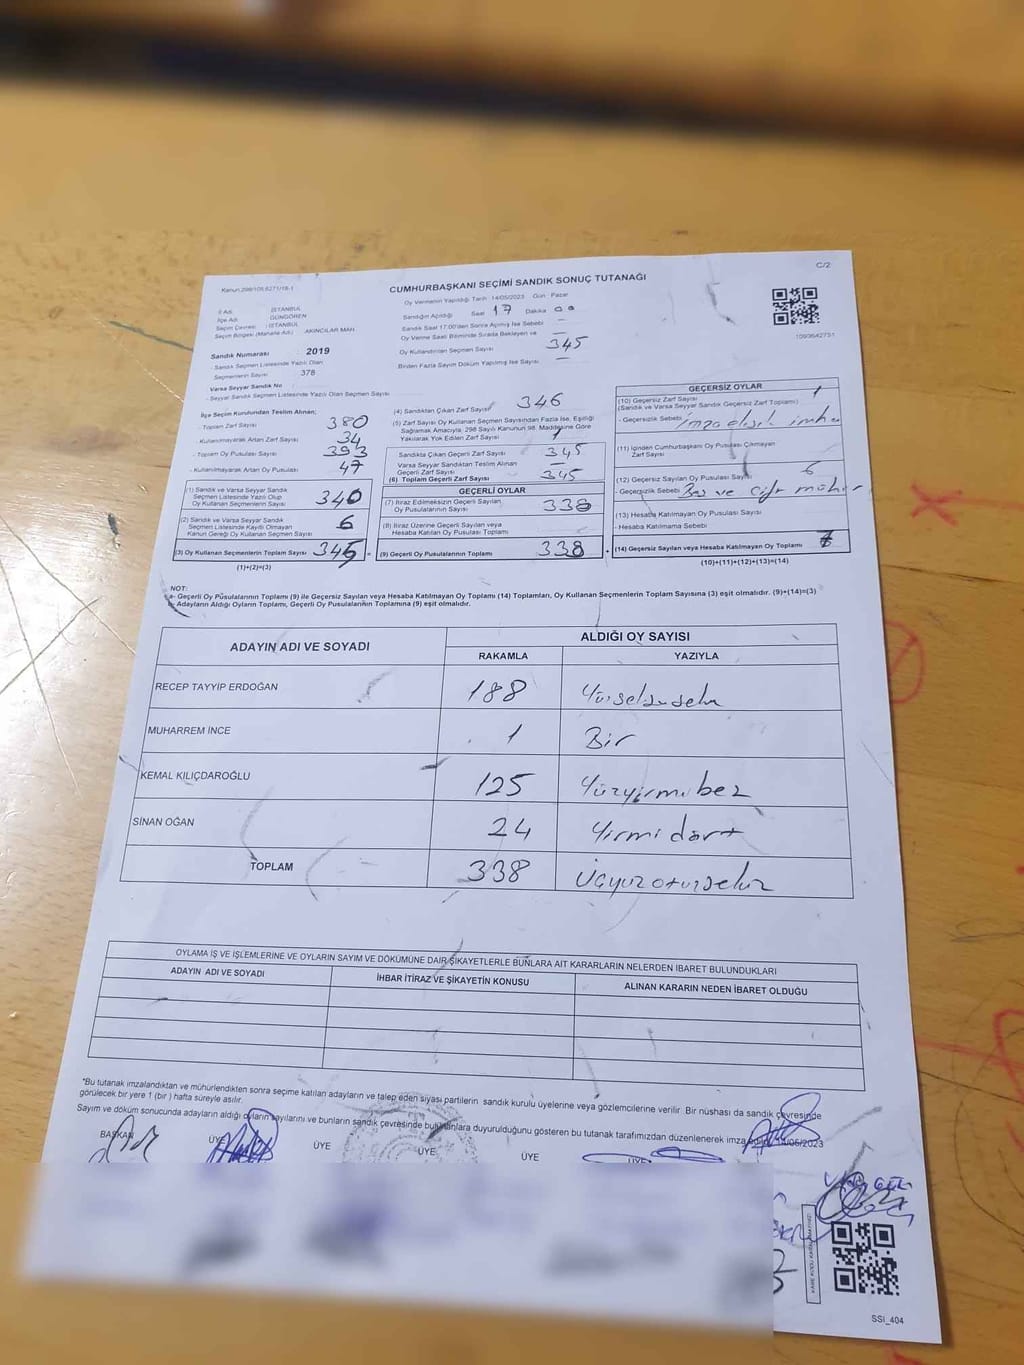 C/2
Kanun:298/105,6271/18-1
CUMHURBAŞKANI SEÇİMİ SANDIK SONUÇ TUTANAĞI
İl Adı : İSTANBUL
İlçe Adı : GÜNGÖREN
Seçim Çevresi : İSTANBUL
Seçim Bölgesi (Mahalle Adı) : AKINCILAR MAH.
Sandık Numarası : 2019
- Sandık Seçmen Listesinde Yazılı Olan
Seçmenlerin Sayısı : 378
Varsa Seyyar Sandık No :
- Seyyar Sandık Seçmen Listesinde Yazılı Olan Seçmen Sayısı
Oy Vermenin Yapıldığı Tarih 14/05/2023 Gün Pazar
Sandığın Açıldığı Saat 17 Dakika 00
Sandık Saat 17:00'den Sonra Açılmış İse Sebebi —
Oy Verme Saati Bitiminde Sırada Bekleyen ve —
Oy Kullandırılan Seçmen Sayısı 345
Birden Fazla Sayım Döküm Yapılmış İse Sayısı —
1093642751
İlçe Seçim Kurulundan Teslim Alınan;
- Toplam Zarf Sayısı 380
- Kullanılmayarak Artan Zarf Sayısı 34
- Toplam Oy Pusulası Sayısı 393
- Kullanılmayarak Artan Oy Pusulası 47
(1) Sandık ve Varsa Seyyar Sandık
Seçmen Listesinde Yazılı Olup
Oy Kullanan Seçmenlerin Sayısı 340
(2) Sandık ve Varsa Seyyar Sandık
Seçmen Listesinde Kayıtlı Olmayan
Kanun Gereği Oy Kullanan Seçmen Sayısı 6
(3) Oy Kullanan Seçmenlerin Toplam Sayısı 345 =
(1)+(2)=(3)
(4) Sandıktan Çıkan Zarf Sayısı 346
(5) Zarf Sayısı Oy Kullanan Seçmen Sayısından Fazla İse, Eşitliği
Sağlamak Amacıyla, 298 Sayılı Kanunun 98. Maddesine Göre
Yakılarak Yok Edilen Zarf Sayısı 1
Sandıkta Çıkan Geçerli Zarf Sayısı 345
Varsa Seyyar Sandıktan Teslim Alınan
Geçerli Zarf Sayısı —
(6) Toplam Geçerli Zarf Sayısı 345
GEÇERLİ OYLAR
(7) İtiraz Edilmeksizin Geçerli Sayılan
Oy Pusulasının Sayısı 338
(8) İtiraz Üzerine Geçerli Sayılan veya
Hesaba Katılan Oy Pusulası Toplamı
(9) Geçerli Oy Pusulalarının Toplamı 338 +
GEÇERSİZ OYLAR
(10) Geçersiz Zarf Sayısı 1
(Sandık ve Varsa Seyyar Sandık Geçersiz Zarf Toplamı)
- Geçersizlik Sebebi
(11) İçinden Cumhurbaşkanı Oy Pusulası Çıkmayan
Zarf Sayısı
(12) Geçersiz Sayılan Oy Pusulası Sayısı 6
- Geçersizlik Sebebi Boş ve Çift mühür
(13) Hesaba Katılmayan Oy Pusulası Sayısı
- Hesaba Katılmama Sebebi
(14) Geçersiz Sayılan veya Hesaba Katılmayan Oy Toplamı 7
(10)+(11)+(12)+(13)=(14)
NOT:
a- Geçerli Oy Pusulalarının Toplamı (9) ile Geçersiz Sayılan veya Hesaba Katılmayan Oy Toplamı (14) Toplamları, Oy Kullanan Seçmenlerin Toplam Sayısına (3) eşit olmalıdır. (9)+(14)=(3)
b- Adayların Aldığı Oyların Toplamı, Geçerli Oy Pusulalarının Toplamına (9) eşit olmalıdır.
ADAYIN ADI VE SOYADI ALDIĞI OY SAYISI
RAKAMLA YAZIYLA
RECEP TAYYİP ERDOĞAN 188 Yüzseksensekiz
MUHARREM İNCE 1 Bir
KEMAL KILIÇDAROĞLU 125 Yüzyirmibeş
SİNAN OĞAN 24 Yirmidört
TOPLAM 338 Üçyüzotuzsekiz
OYLAMA İŞ VE İŞLEMLERİNE VE OYLARIN SAYIM VE DÖKÜMÜNE DAİR ŞİKAYETLERLE BUNLARA AİT KARARLARIN NELERDEN İBARET BULUNDUKLARI
ADAYIN ADI VE SOYADI İHBAR İTİRAZ VE ŞİKAYETİN KONUSU ALINAN KARARIN NEDEN İBARET OLDUĞU
*Bu tutanak imzalandıktan ve mühürlendikten sonra seçime katılan adayların ve talep eden siyasi partilerin sandık kurulu üyelerine veya gözlemcilerine verilir. Bir nüshası da sandık çevresinde
görülecek bir yere 1 (bir) hafta süreyle asılır.
Sayım ve döküm sonucunda adayların aldığı oyların sayılarını ve bunların sandık çevresinde bulunanlara duyurulduğunu gösteren bu tutanak tarafımızdan düzenlenerek imza edildi. 14/05/2023
BAŞKAN ÜYE ÜYE ÜYE ÜYE ÜYE
SSİ_404